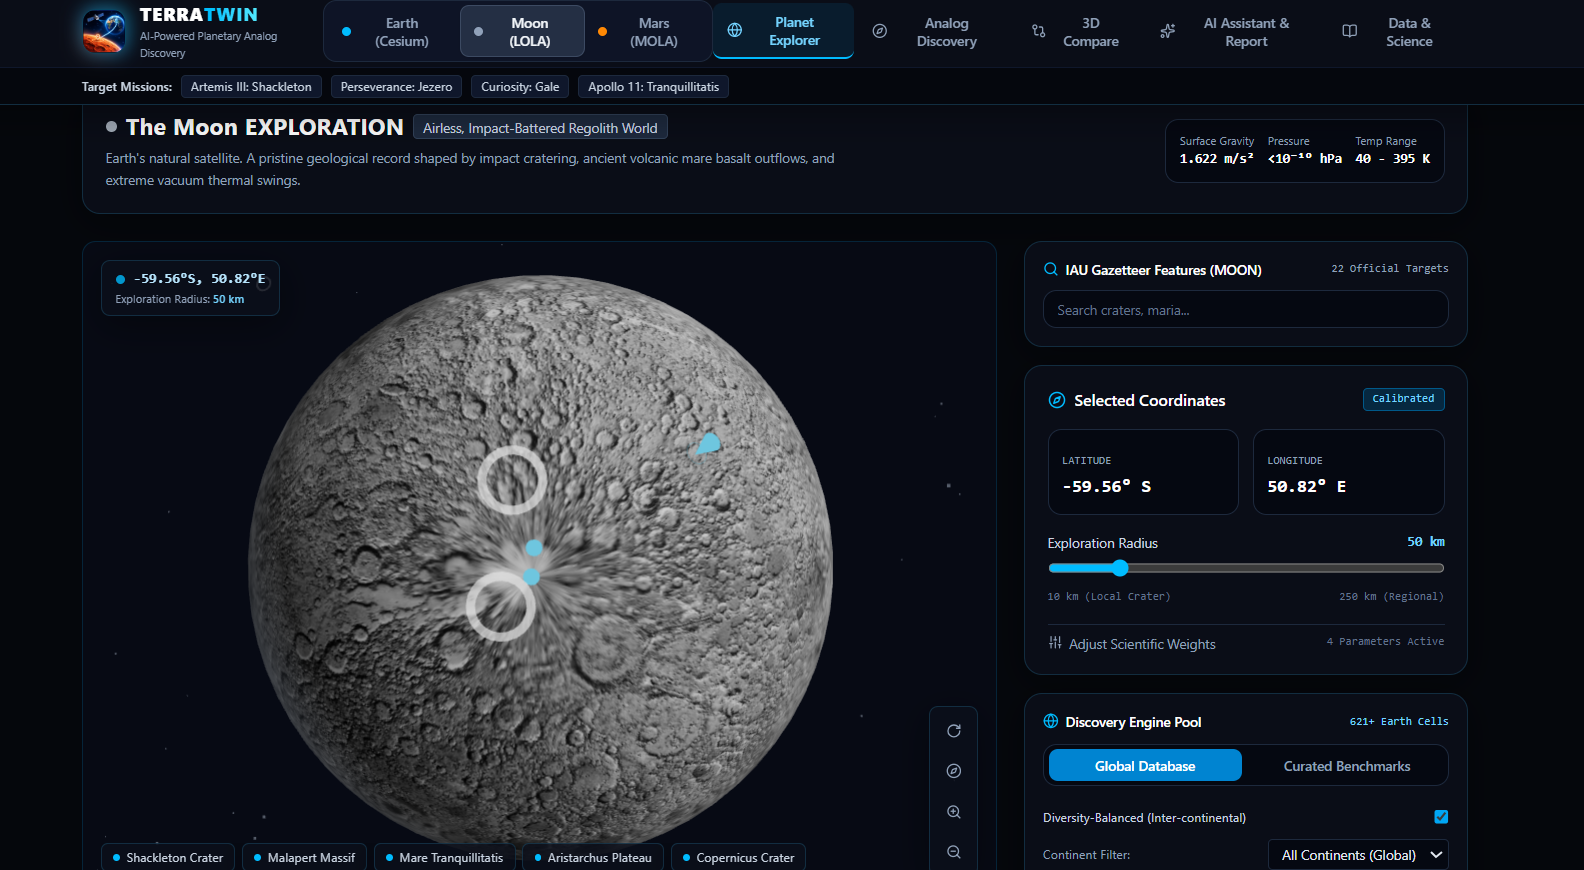 TERRATWIN
AI-Powered Planetary Analog
Discovery
Earth
(Cesium)
Moon
(LOLA)
Mars
(MOLA)
Planet
Explorer
Analog
Discovery
3D
Compare
AI Assistant &
Report
Data &
Science
Target Missions:
Artemis III: Shackleton
Perseverance: Jezero
Curiosity: Gale
Apollo 11: Tranquillitatis
The Moon EXPLORATION
Airless, Impact-Battered Regolith World
Earth's natural satellite. A pristine geological record shaped by impact cratering, ancient volcanic mare basalt outflows, and
extreme vacuum thermal swings.
Surface Gravity
1.622 m/s²
Pressure
<10⁻¹⁰ hPa
Temp Range
40 - 395 K
-59.56°S, 50.82°E
Exploration Radius: 50 km
Shackleton Crater
Malapert Massif
Mare Tranquillitatis
Aristarchus Plateau
Copernicus Crater
IAU Gazetteer Features (MOON)
22 Official Targets
Search craters, maria...
Selected Coordinates
Calibrated
LATITUDE
-59.56° S
LONGITUDE
50.82° E
Exploration Radius
50 km
10 km (Local Crater)
250 km (Regional)
Adjust Scientific Weights
4 Parameters Active
Discovery Engine Pool
621+ Earth Cells
Global Database
Curated Benchmarks
Diversity-Balanced (Inter-continental)
Continent Filter:
All Continents (Global)